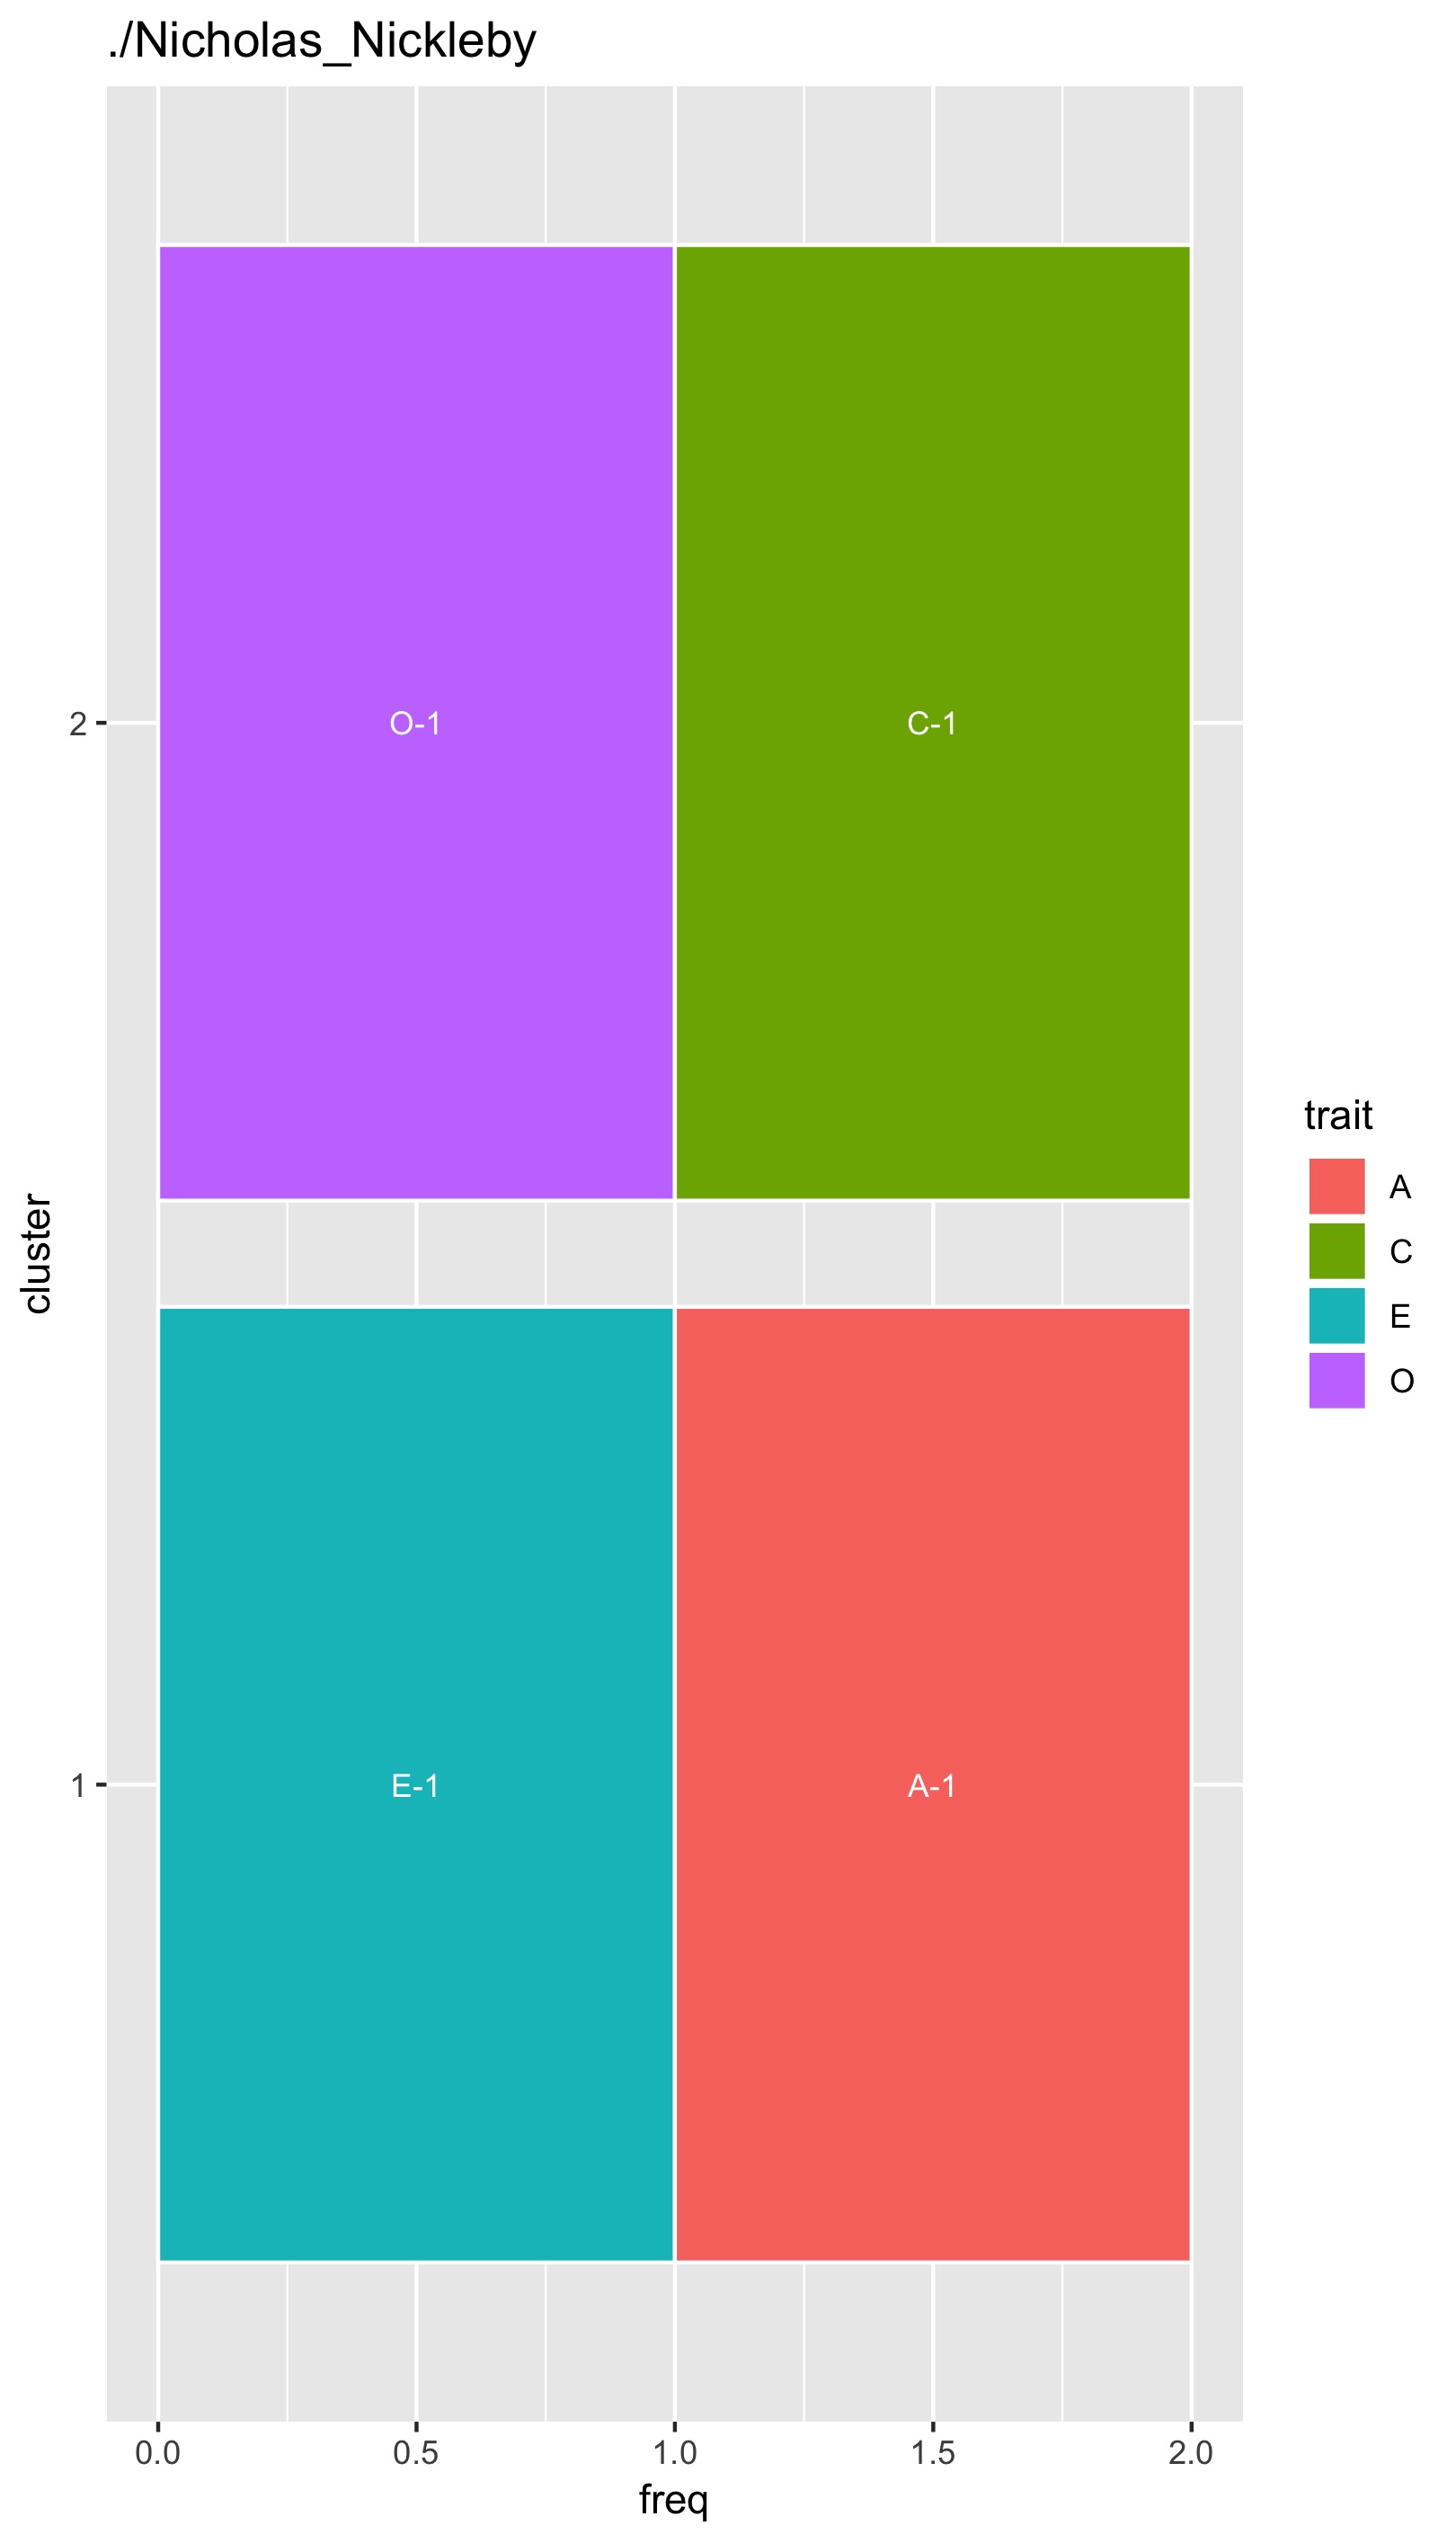 ./Nicholas_Nickleby
cluster
2
O-1
C-1
1
E-1
A-1
0.0
0.5
1.0
1.5
2.0
freq
trait
A
C
E
O